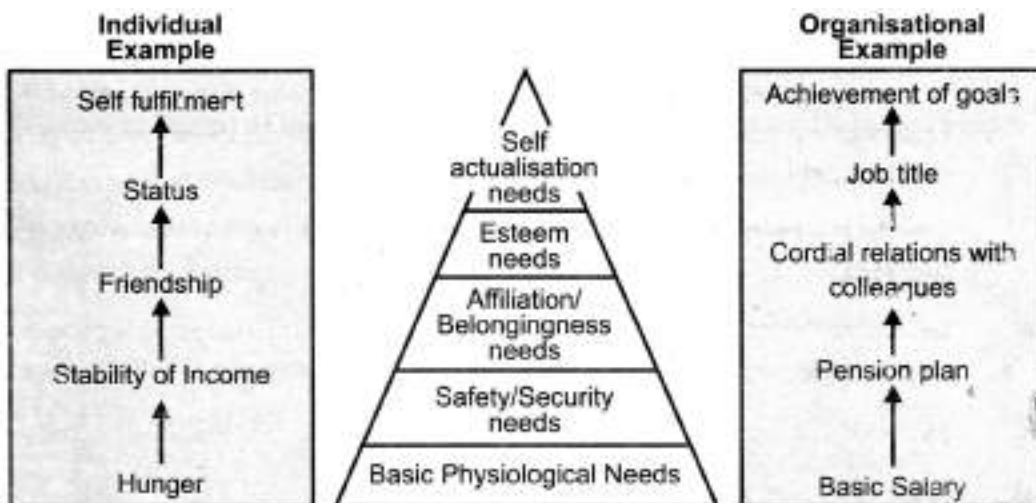 Individual
Example
Self fulfilment
Status
Friendship
Stability of Income
Hunger
Self
actualisation
needs
Esteem
needs
Affiliation/
Belongingness
needs
Safety/Security
needs
Basic Physiological Needs
Organisational
Example
Achievement of goals
Job title
Cordial relations with
colleagues
Pension plan
Basic Salary